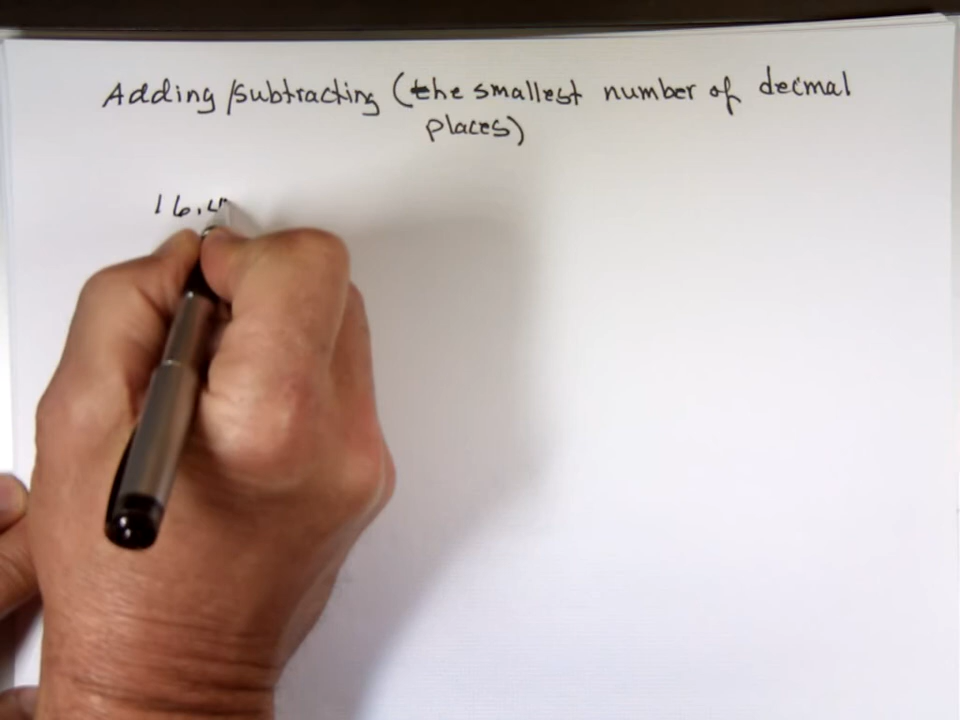 Adding/subtracting (the smallest number of decimal
places)
16.4